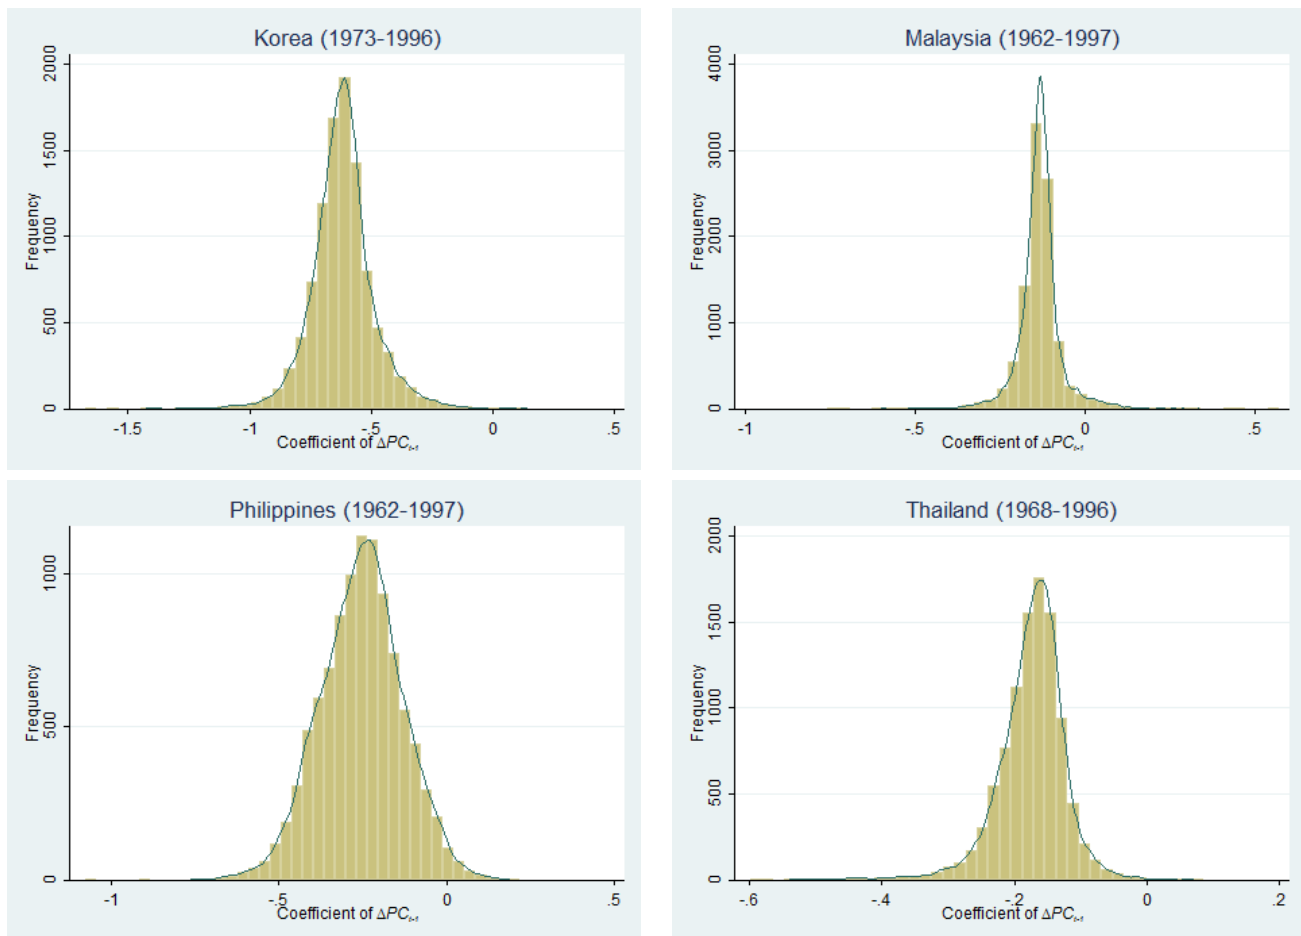 Korea (1973-1996)
Frequency
2000
1500
1000
500
0
-1.5 -1 -.5 0 .5
Coefficient of ΔPCₜ₋₁
Malaysia (1962-1997)
Frequency
4000
3000
2000
1000
0
-1 -.5 0 .5
Coefficient of ΔPCₜ₋₁
Philippines (1962-1997)
Frequency
1000
500
0
-1 -.5 0 .5
Coefficient of ΔPCₜ₋₁
Thailand (1968-1996)
Frequency
2000
1500
1000
500
0
-.6 -.4 -.2 0 .2
Coefficient of ΔPCₜ₋₁